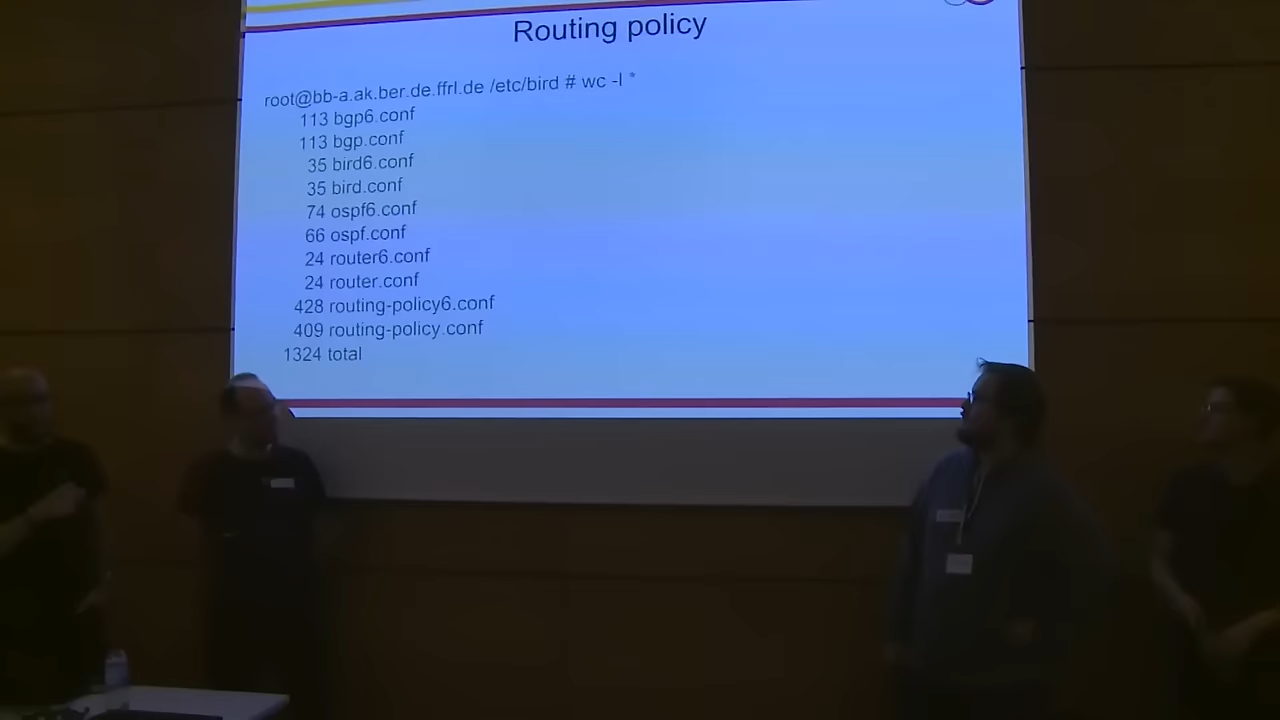 Routing policy
root@bb-a.ak.ber.de.ffrl.de /etc/bird # wc -l *
113 bgp6.conf
113 bgp.conf
35 bird6.conf
35 bird.conf
74 ospf6.conf
66 ospf.conf
24 router6.conf
24 router.conf
428 routing-policy6.conf
409 routing-policy.conf
1324 total